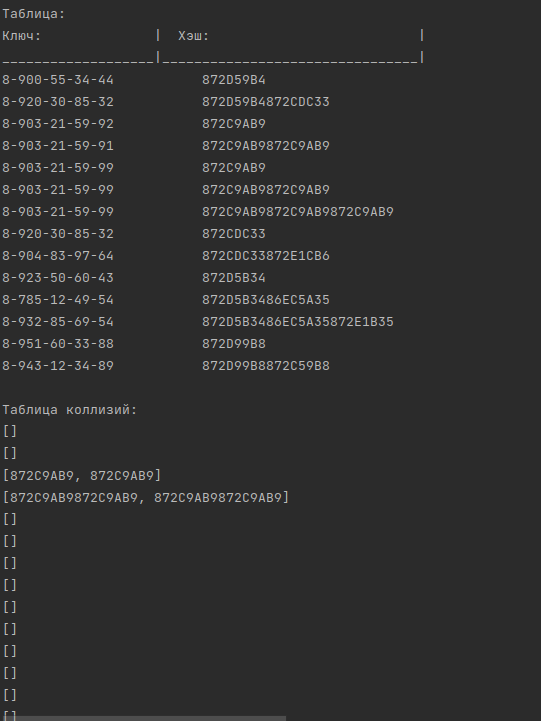 Таблица:
Ключ: | Хэш: |
___________________|________________________________|
8-900-55-34-44 872D59B4
8-920-30-85-32 872D59B4872CDC33
8-903-21-59-92 872C9AB9
8-903-21-59-91 872C9AB9872C9AB9
8-903-21-59-99 872C9AB9
8-903-21-59-99 872C9AB9872C9AB9
8-903-21-59-99 872C9AB9872C9AB9872C9AB9
8-920-30-85-32 872CDC33
8-904-83-97-64 872CDC33872E1CB6
8-923-50-60-43 872D5B34
8-785-12-49-54 872D5B3486EC5A35
8-932-85-69-54 872D5B3486EC5A35872E1B35
8-951-60-33-88 872D99B8
8-943-12-34-89 872D99B8872C59B8
Таблица коллизий:
[]
[]
[872C9AB9, 872C9AB9]
[872C9AB9872C9AB9, 872C9AB9872C9AB9]
[]
[]
[]
[]
[]
[]
[]
[]
[]
[]